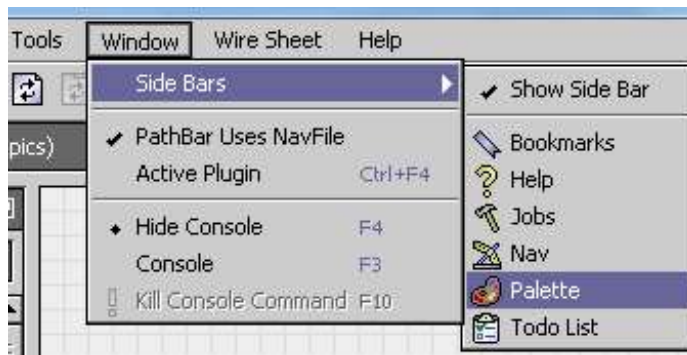 Tools Window Wire Sheet Help
Side Bars
pics)
PathBar Uses NavFile
Active Plugin Ctrl+F4
Hide Console F4
Console F3
Kill Console Command F10
Show Side Bar
Bookmarks
Help
Jobs
Nav
Palette
Todo List